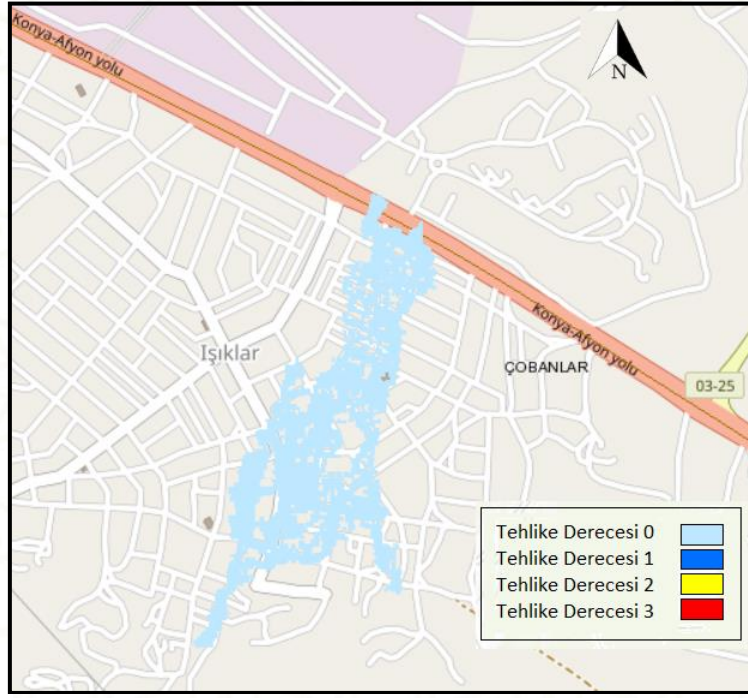 Konya-Afyon yolu
N
Işıklar
Konya-Afyon yolu
ÇOBANLAR
03-25
Tehlike Derecesi 0
Tehlike Derecesi 1
Tehlike Derecesi 2
Tehlike Derecesi 3